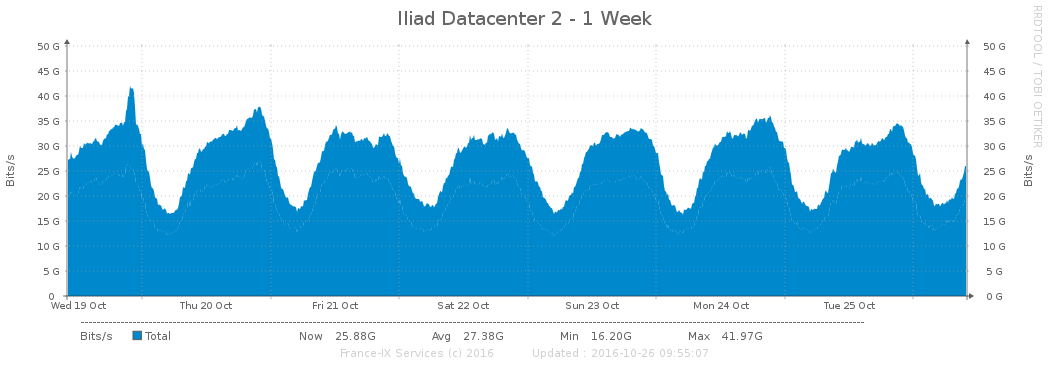 Iliad Datacenter 2 - 1 Week
RRDTOOL / TOBI OETIKER
Bits/s
50 G
45 G
40 G
35 G
30 G
25 G
20 G
15 G
10 G
5 G
0
50 G
45 G
40 G
35 G
30 G
25 G
20 G
15 G
10 G
5 G
0 G
Bits/s
Wed 19 Oct Thu 20 Oct Fri 21 Oct Sat 22 Oct Sun 23 Oct Mon 24 Oct Tue 25 Oct
Bits/s Total Now 25.88G Avg 27.38G Min 16.20G Max 41.97G
France-IX Services (c) 2016 Updated : 2016-10-26 09:55:07